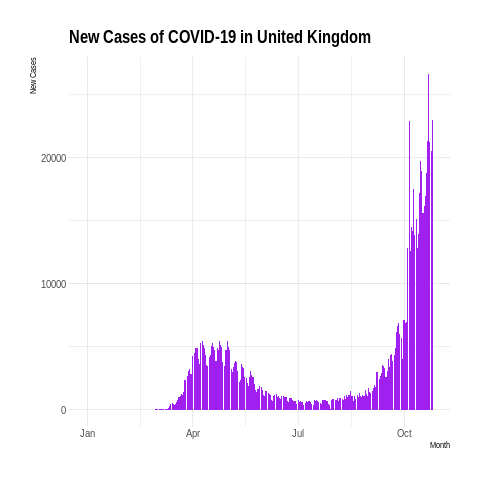 New Cases of COVID-19 in United Kingdom
New Cases
20000
10000
0
Jan Apr Jul Oct
Month